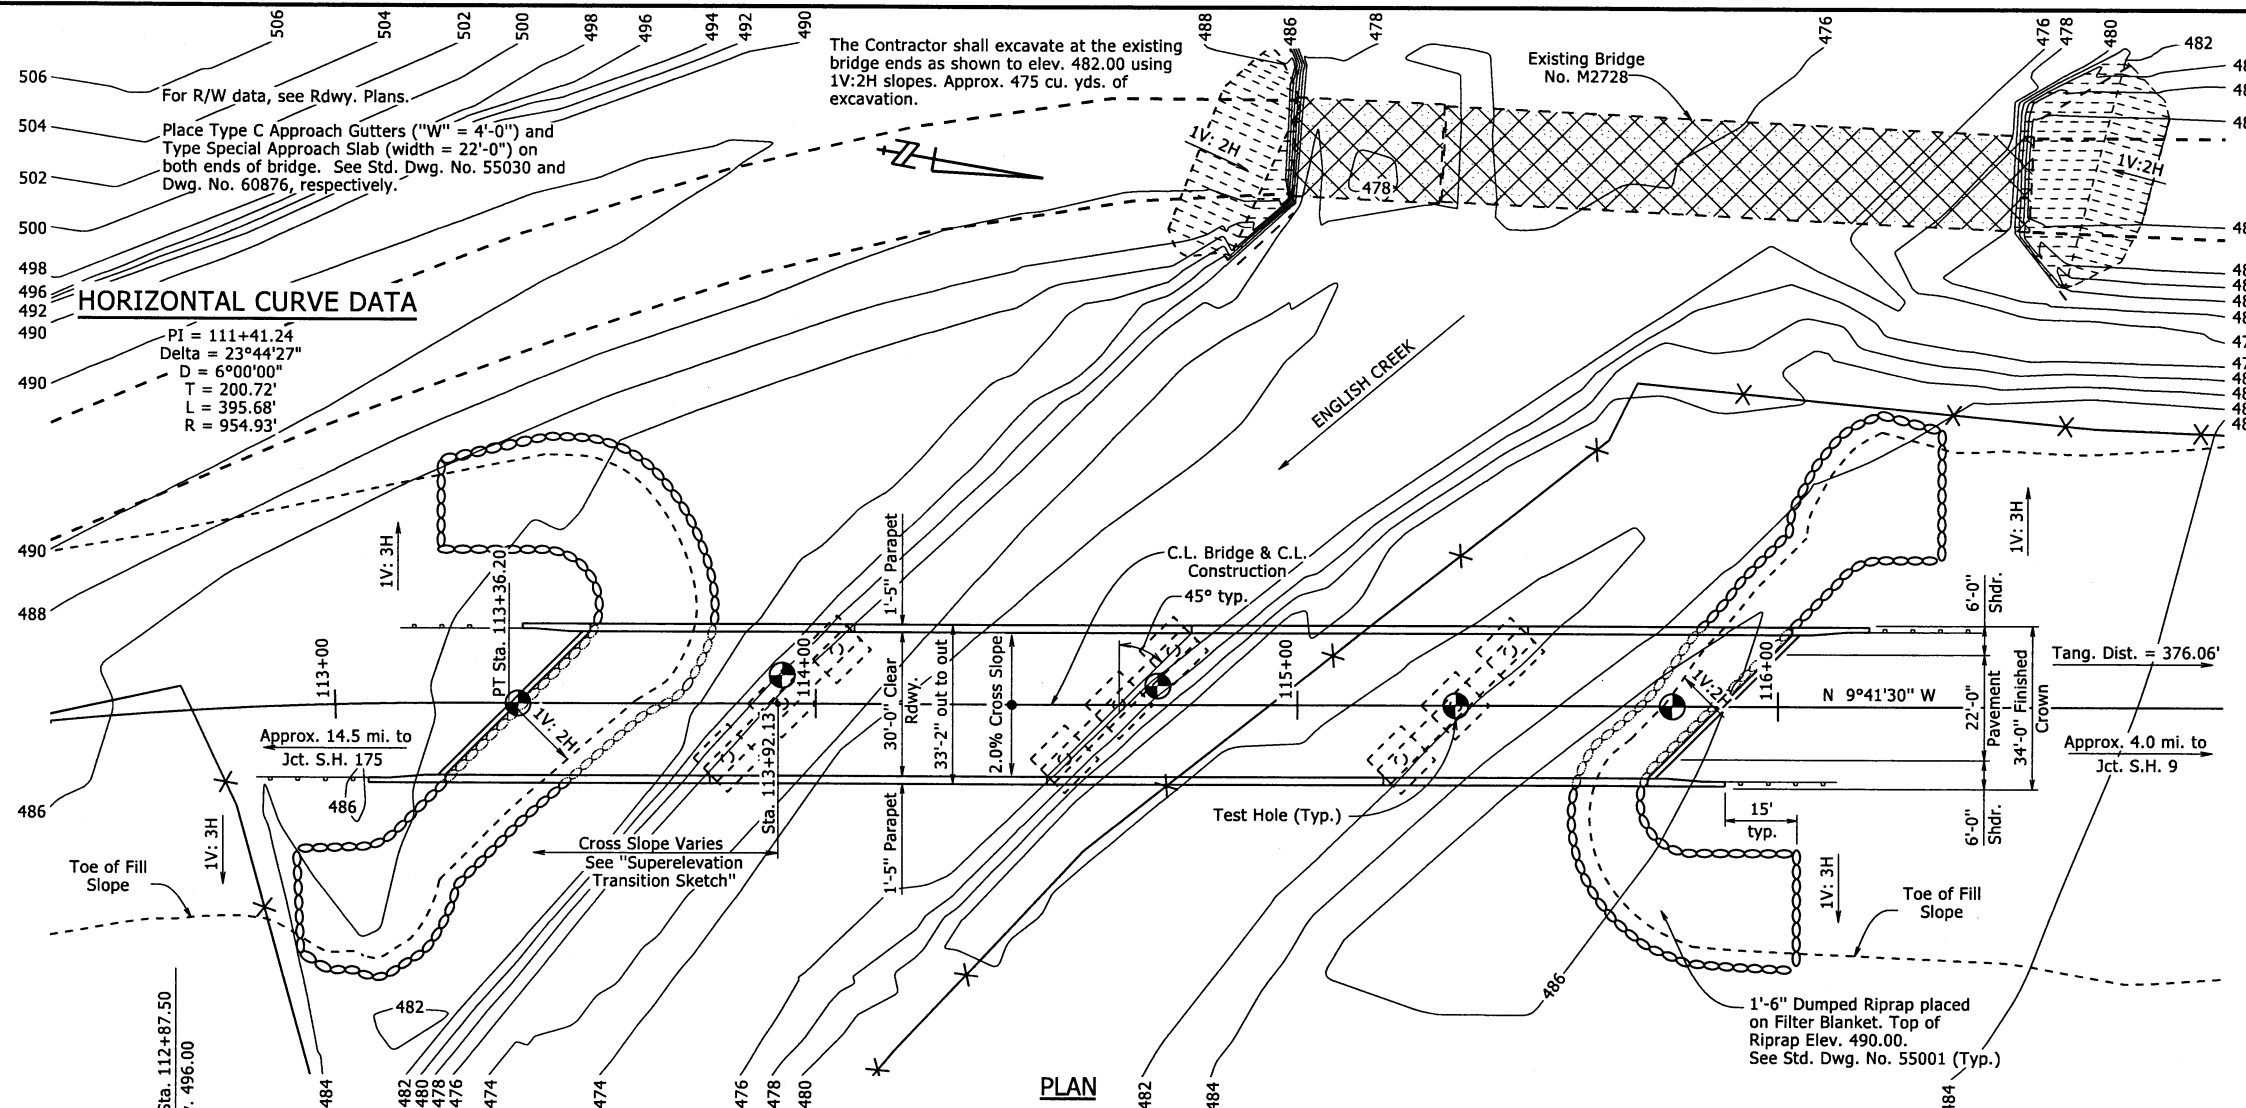 506
504
502
500
498
496
494
492
490
488
486
478
476
476
478
480
482
506
504
502
500
498
496
492
490
490
490
488
486
For R/W data, see Rdwy. Plans.
Place Type C Approach Gutters ("W" = 4'-0") and
Type Special Approach Slab (width = 22'-0") on
both ends of bridge. See Std. Dwg. No. 55030 and
Dwg. No. 60876, respectively.
The Contractor shall excavate at the existing
bridge ends as shown to elev. 482.00 using
1V:2H slopes. Approx. 475 cu. yds. of
excavation.
Existing Bridge
No. M2728
1V: 2H
478
1V:2H
HORIZONTAL CURVE DATA
PI = 111+41.24
Delta = 23°44'27"
D = 6°00'00"
T = 200.72'
L = 395.68'
R = 954.93'
ENGLISH CREEK
1V: 3H
PT Sta. 113+36.20
1'-5" Parapet
C.L. Bridge & C.L.
Construction
45° typ.
1V: 3H
6'-0"
Shdr.
113+00
114+00
115+00
116+00
1V: 2H
1V:2H
Sta. 113+92.13
30'-0" Clear
Rdwy.
33'-2" out to out
2.0% Cross Slope
Tang. Dist. = 376.06'
N 9°41'30" W
22'-0"
Pavement
34'-0" Finished
Crown
Approx. 14.5 mi. to
Jct. S.H. 175
Approx. 4.0 mi. to
Jct. S.H. 9
486
Test Hole (Typ.)
15'
typ.
6'-0"
Shdr.
1V: 3H
Cross Slope Varies
See "Superelevation
Transition Sketch"
1'-5" Parapet
1V: 3H
Toe of Fill
Slope
Toe of Fill
Slope
482
486
1'-6" Dumped Riprap placed
on Filter Blanket. Top of
Riprap Elev. 490.00.
See Std. Dwg. No. 55001 (Typ.)
Sta. 112+87.50
496.00
484
482
480
478
476
474
474
476
478
480
482
484
484
PLAN